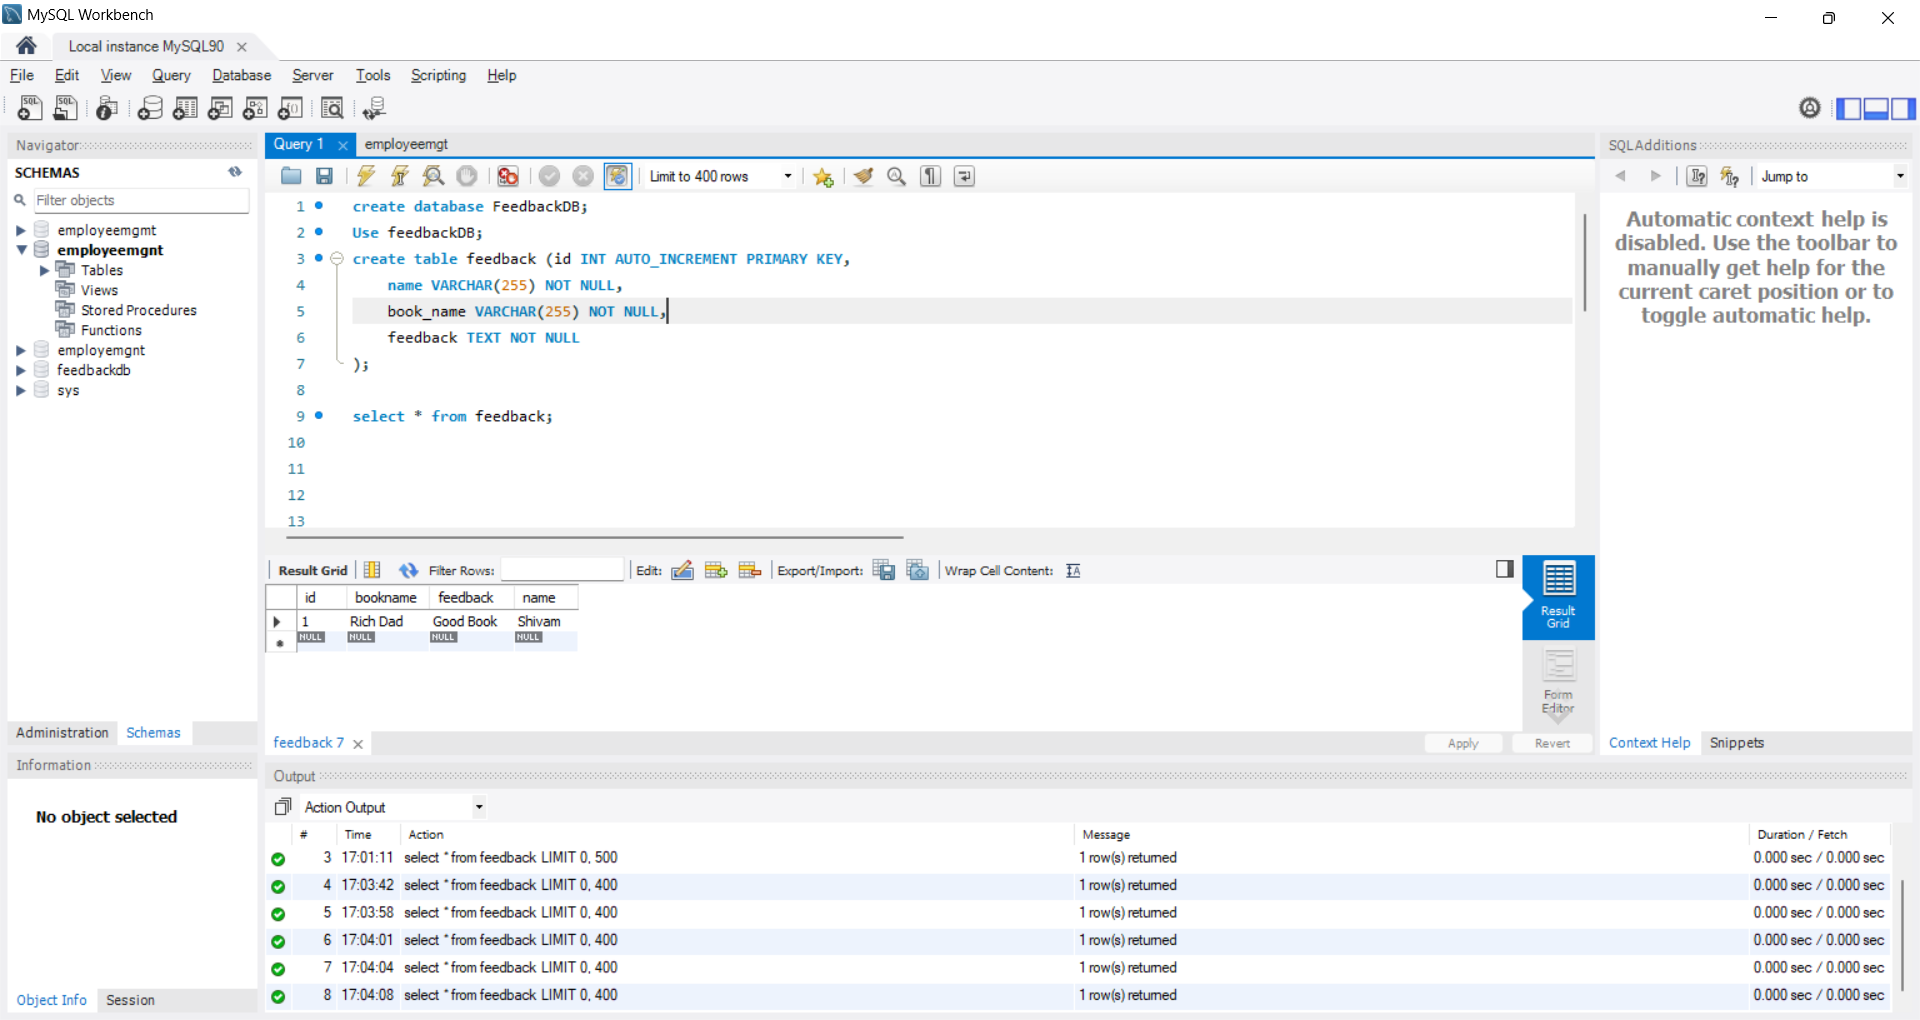 MySQL Workbench
Local instance MySQL90
File Edit View Query Database Server Tools Scripting Help
Navigator
SCHEMAS
Filter objects
employeemgmt
employeemgnt
Tables
Views
Stored Procedures
Functions
employemgnt
feedbackdb
sys
Administration Schemas
Information
No object selected
Object Info Session
Query 1 employeemgt
Limit to 400 rows
1 create database FeedbackDB;
2 Use feedbackDB;
3 create table feedback (id INT AUTO_INCREMENT PRIMARY KEY,
4 name VARCHAR(255) NOT NULL,
5 book_name VARCHAR(255) NOT NULL,
6 feedback TEXT NOT NULL
7 );
8
9 select * from feedback;
10
11
12
13
Result Grid Filter Rows: Edit: Export/Import: Wrap Cell Content:
id bookname feedback name
1 Rich Dad Good Book Shivam
NULL NULL NULL NULL
Result
Grid
Form
Editor
feedback 7 Apply Revert
SQLAdditions
Jump to
Automatic context help is
disabled. Use the toolbar to
manually get help for the
current caret position or to
toggle automatic help.
Context Help Snippets
Output
Action Output
# Time Action Message Duration / Fetch
3 17:01:11 select * from feedback LIMIT 0, 500 1 row(s) returned 0.000 sec / 0.000 sec
4 17:03:42 select * from feedback LIMIT 0, 400 1 row(s) returned 0.000 sec / 0.000 sec
5 17:03:58 select * from feedback LIMIT 0, 400 1 row(s) returned 0.000 sec / 0.000 sec
6 17:04:01 select * from feedback LIMIT 0, 400 1 row(s) returned 0.000 sec / 0.000 sec
7 17:04:04 select * from feedback LIMIT 0, 400 1 row(s) returned 0.000 sec / 0.000 sec
8 17:04:08 select * from feedback LIMIT 0, 400 1 row(s) returned 0.000 sec / 0.000 sec